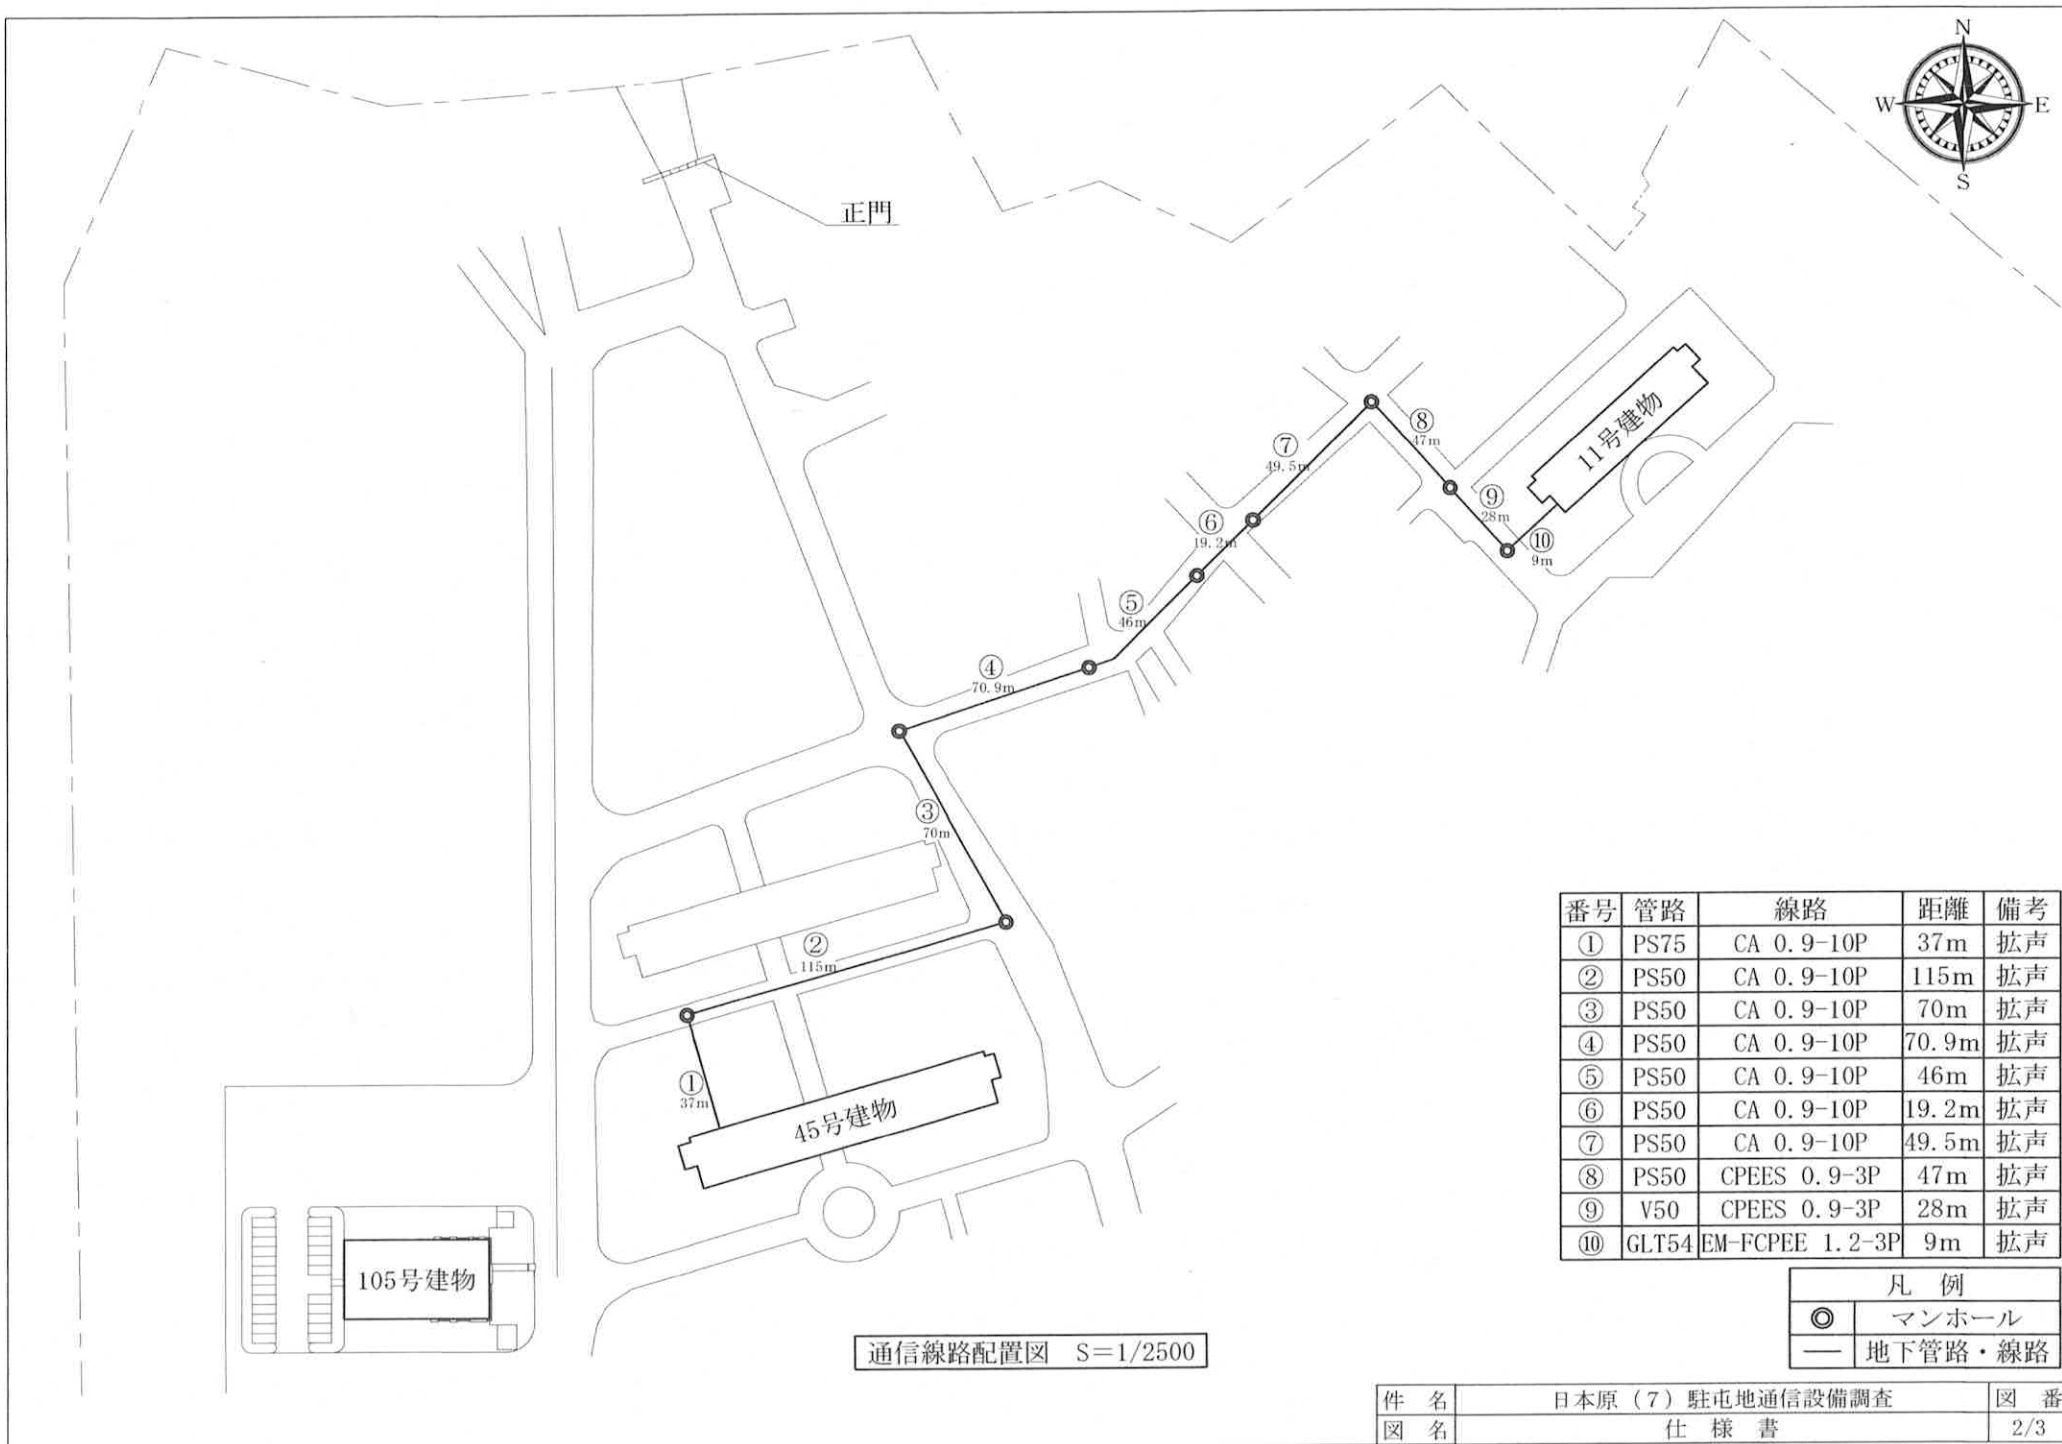 N
W
E
S
正門
⑧
47m
11号建物
⑦
49.5m
⑨
28m
⑥
19.2m
⑩
9m
⑤
46m
④
70.9m
③
70m
②
115m
①
37m
45号建物
105号建物
番号 管路 線路 距離 備考
① PS75 CA 0.9-10P 37m 拡声
② PS50 CA 0.9-10P 115m 拡声
③ PS50 CA 0.9-10P 70m 拡声
④ PS50 CA 0.9-10P 70.9m 拡声
⑤ PS50 CA 0.9-10P 46m 拡声
⑥ PS50 CA 0.9-10P 19.2m 拡声
⑦ PS50 CA 0.9-10P 49.5m 拡声
⑧ PS50 CPEES 0.9-3P 47m 拡声
⑨ V50 CPEES 0.9-3P 28m 拡声
⑩ GLT54 EM-FCPEE 1.2-3P 9m 拡声
凡 例
◎ マンホール
― 地下管路・線路
通信線路配置図 S=1/2500
件 名 日本原(7)駐屯地通信設備調査 図 番
図 名 仕 様 書 2/3